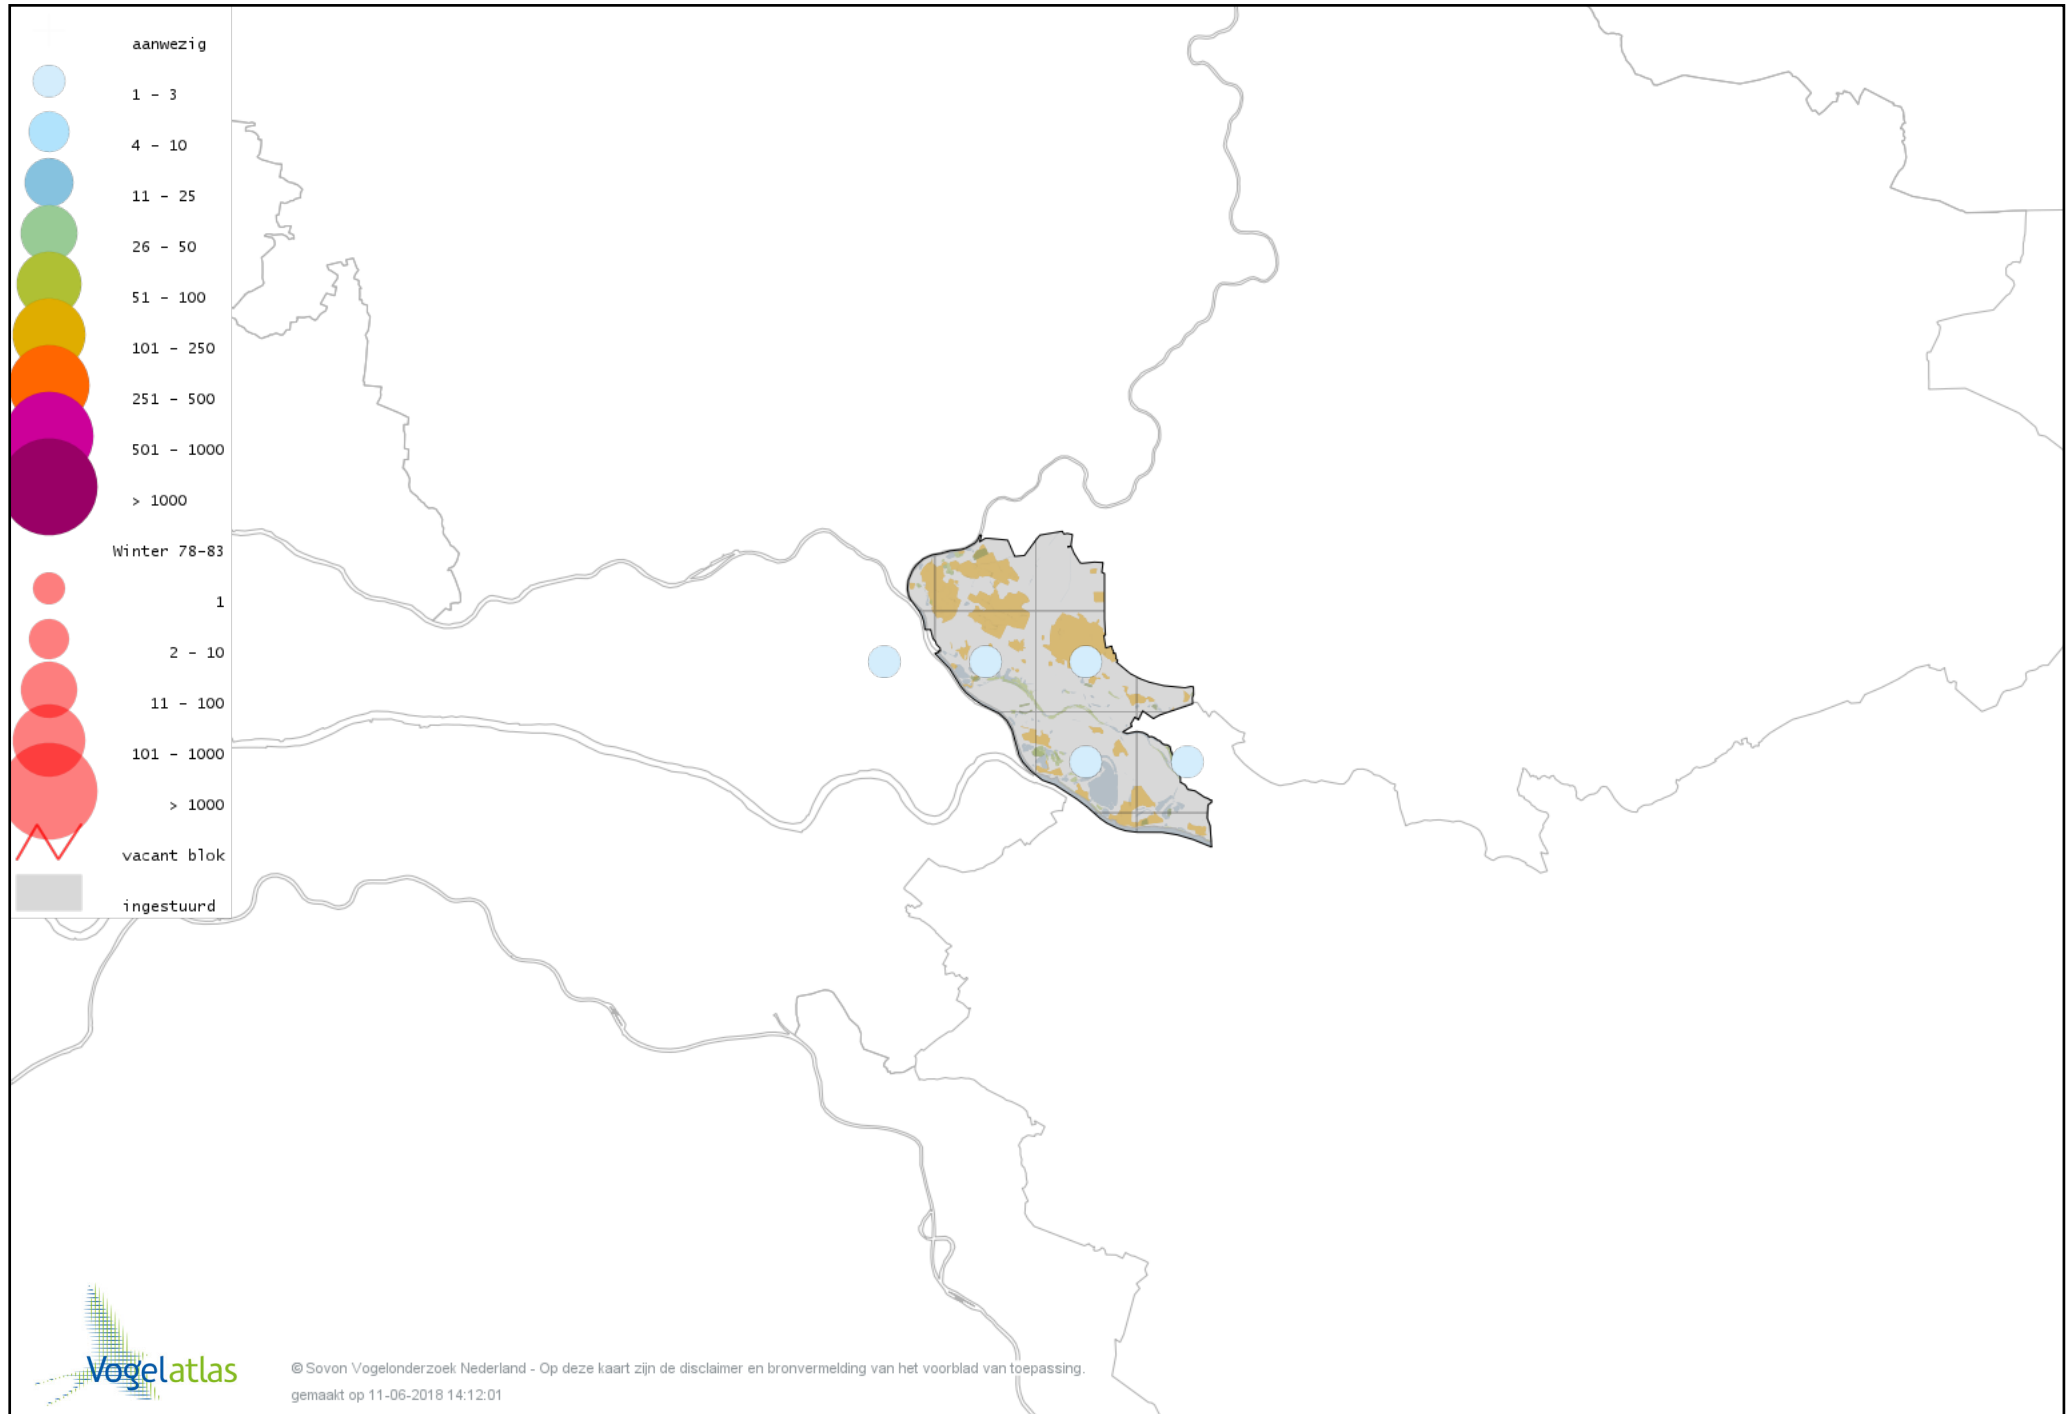 aanwezig
1 - 3
4 - 10
11 - 25
26 - 50
51 - 100
101 - 250
251 - 500
501 - 1000
> 1000
Winter 78-83
1
2 - 10
11 - 100
101 - 1000
> 1000
vacant blok
ingestuurd
Vogelatlas
© Sovon Vogelonderzoek Nederland - Op deze kaart zijn de disclaimer en bronvermelding van het voorblad van toepassing.
gemaakt op 11-06-2018 14:12:01